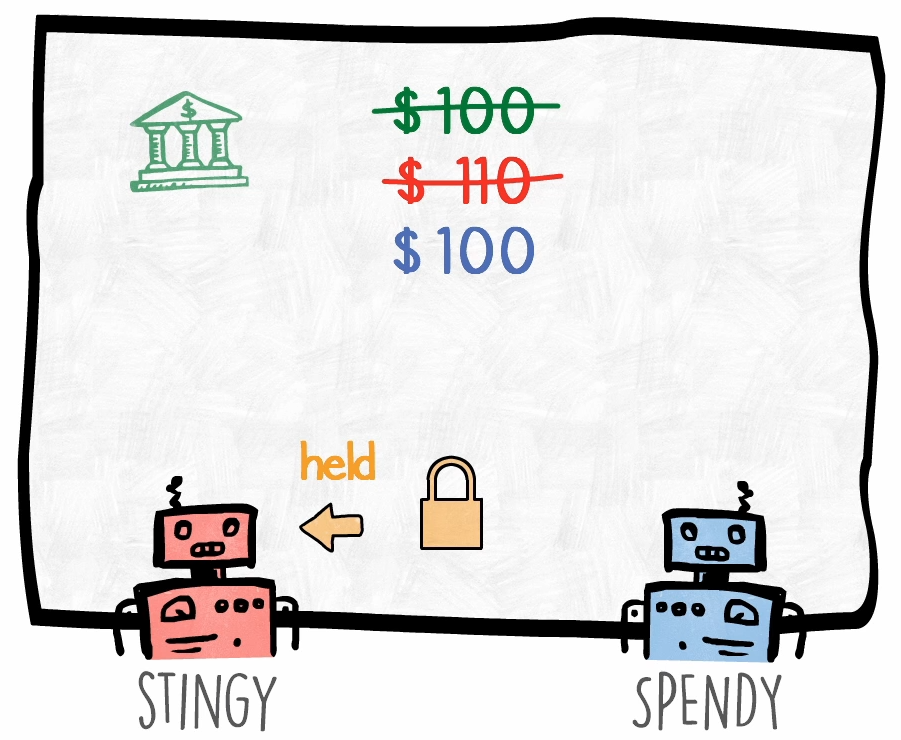 $
$ 100
$ 110
$ 100
held
STINGY
SPENDY